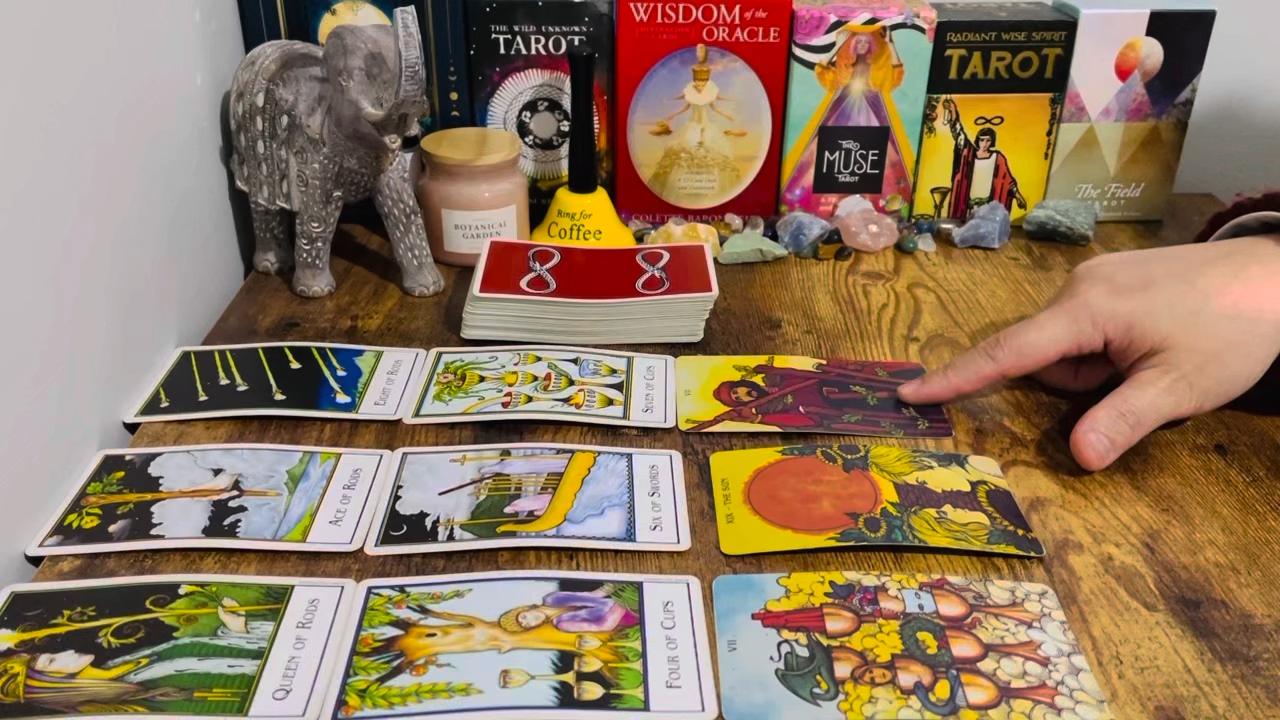 THE WILD UNKNOWN
TAROT
WISDOM of the
ORACLE
COLETTE BARON
THE
MUSE
TAROT
RADIANT WISE SPIRIT
TAROT
The Field
TAROT
BOTANICAL
GARDEN
Ring for
Coffee
EIGHT OF RODS
SEVEN OF CUPS
VII
ACE OF RODS
SIX OF SWORDS
XIX - THE SUN
QUEEN OF RODS
FOUR OF CUPS
VII